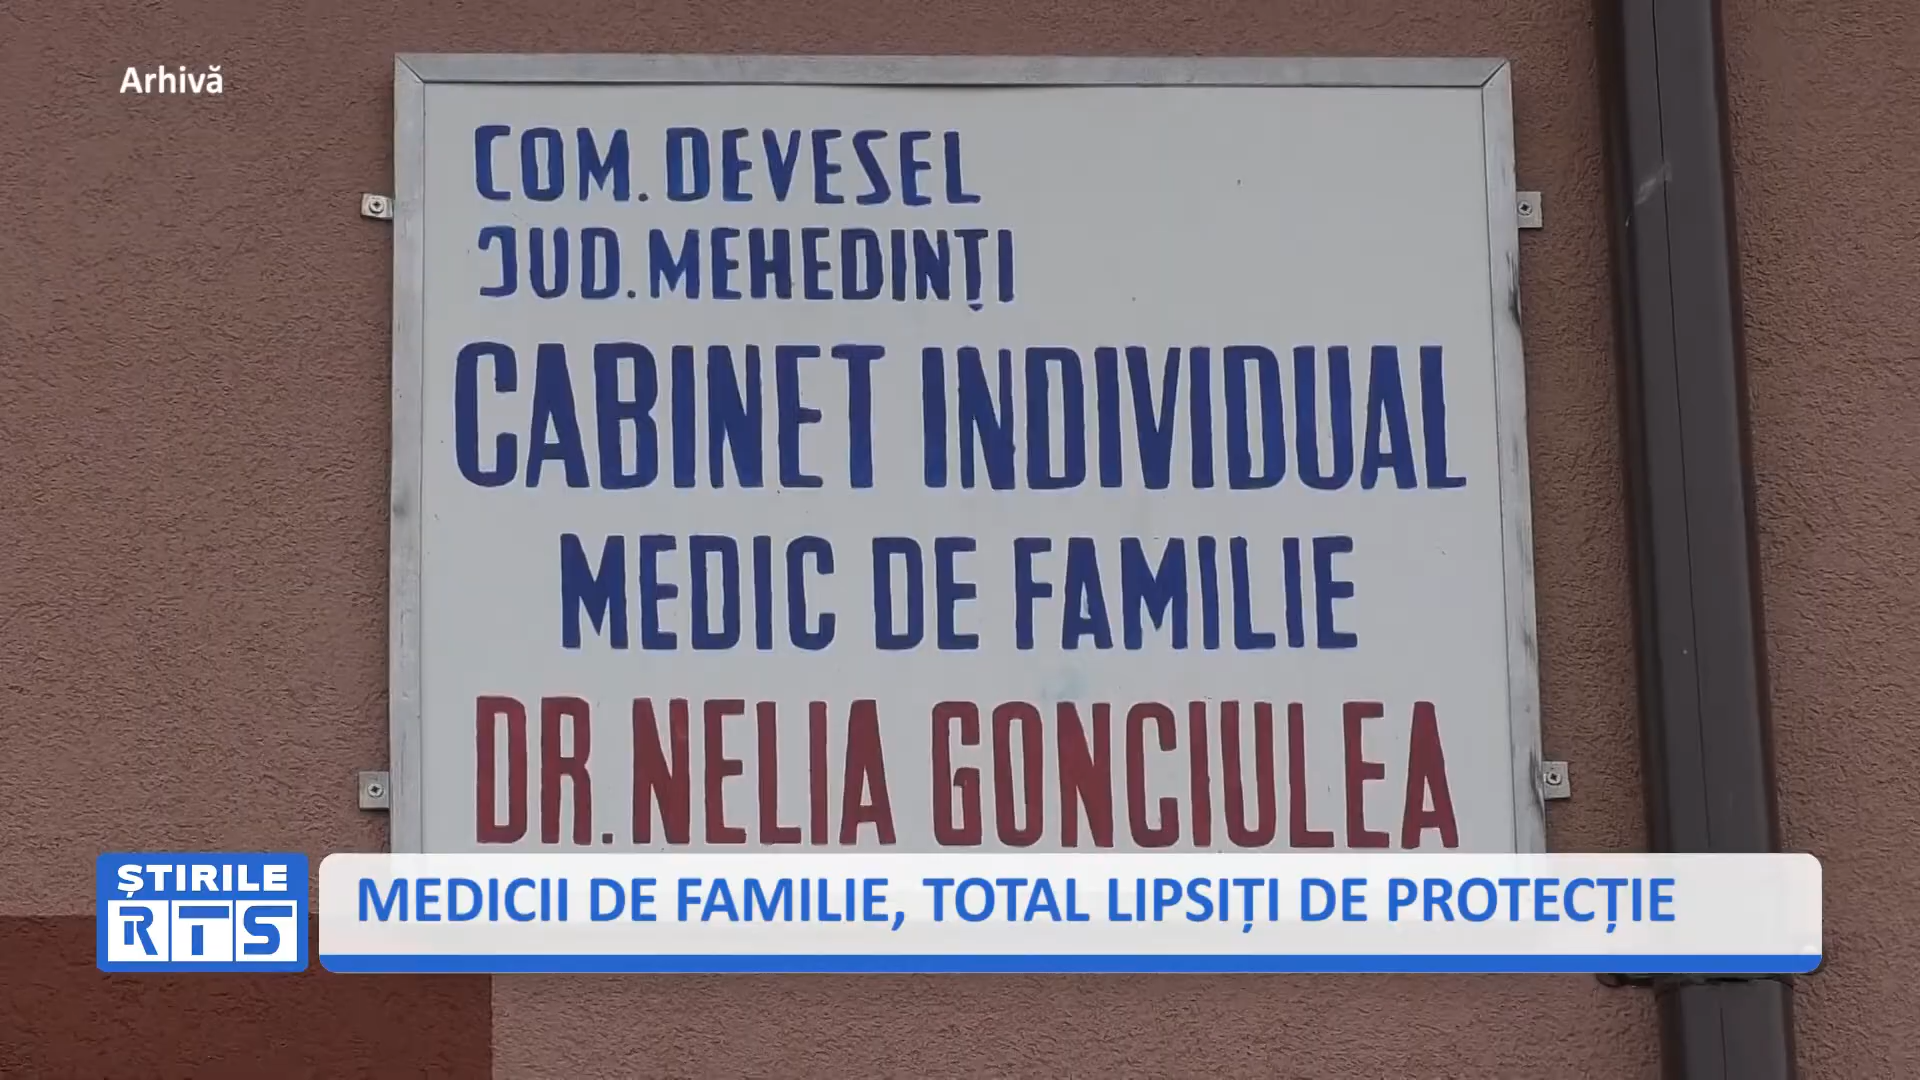 Arhivă
COM. DEVESEL
JUD. MEHEDINȚI
CABINET INDIVIDUAL
MEDIC DE FAMILIE
DR. NELIA GONCIULEA
ȘTIRILE
RTS
MEDICII DE FAMILIE, TOTAL LIPSIȚI DE PROTECȚIE